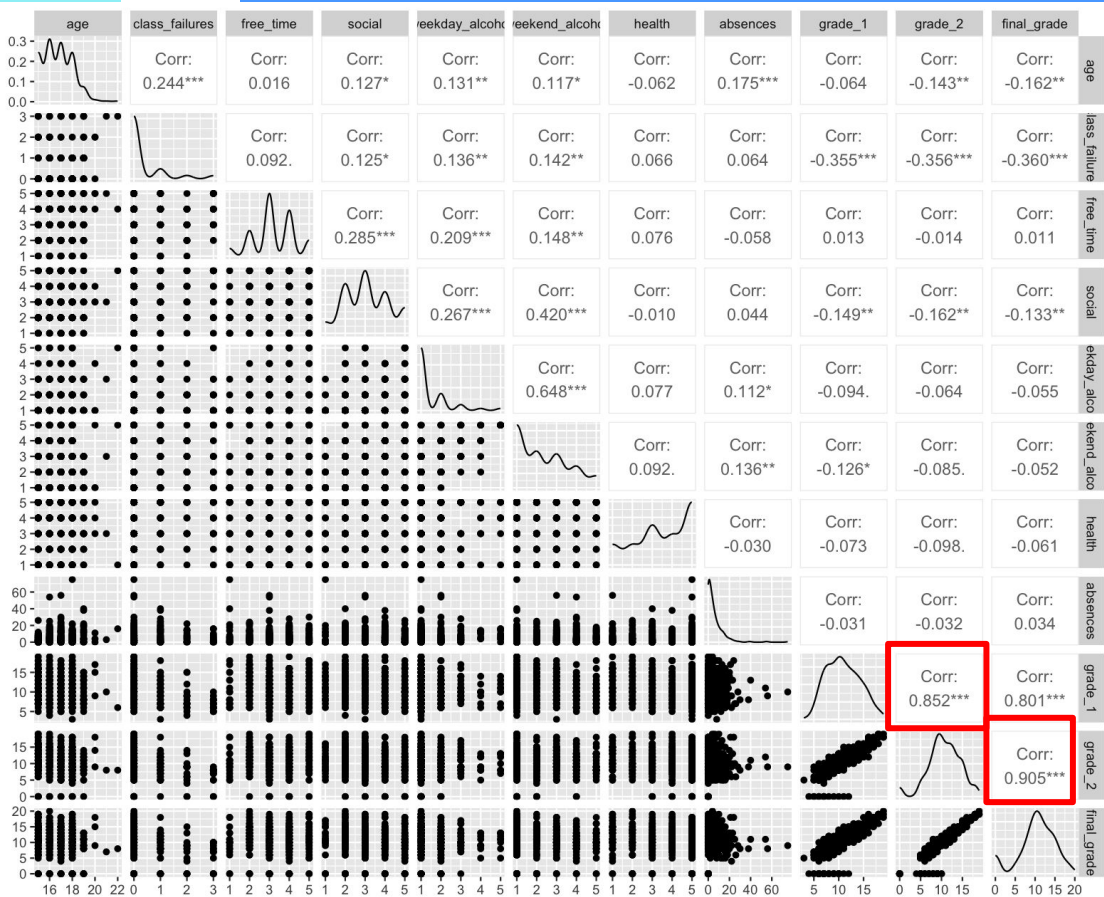 age class_failures free_time social eekday_alcoho eekend_alcoho health absences grade_1 grade_2 final_grade
0.3
0.2
0.1
0.0
Corr: Corr: Corr: Corr: Corr: Corr: Corr: Corr: Corr: Corr:
0.244*** 0.016 0.127* 0.131** 0.117* -0.062 0.175*** -0.064 -0.143** -0.162**
age
3
2
1
0
Corr: Corr: Corr: Corr: Corr: Corr: Corr: Corr: Corr:
0.092. 0.125* 0.136** 0.142** 0.066 0.064 -0.355*** -0.356*** -0.360***
lass_failure
5
4
3
2
1
Corr: Corr: Corr: Corr: Corr: Corr: Corr: Corr:
0.285*** 0.209*** 0.148** 0.076 -0.058 0.013 -0.014 0.011
free_time
5
4
3
2
1
Corr: Corr: Corr: Corr: Corr: Corr: Corr:
0.267*** 0.420*** -0.010 0.044 -0.149** -0.162** -0.133**
social
5
4
3
2
1
Corr: Corr: Corr: Corr: Corr: Corr:
0.648*** 0.077 0.112* -0.094. -0.064 -0.055
ekday_alco
5
4
3
2
1
Corr: Corr: Corr: Corr: Corr:
0.092. 0.136** -0.126* -0.085. -0.052
ekend_alco
5
4
3
2
1
Corr: Corr: Corr: Corr:
-0.030 -0.073 -0.098. -0.061
health
60
40
20
0
Corr: Corr: Corr:
-0.031 -0.032 0.034
absences
15
10
5
Corr: Corr:
0.852*** 0.801***
grade_1
15
10
5
0
Corr:
0.905***
grade_2
20
15
10
5
0
final_grade
16 18 20 22 0 1 2 3 1 2 3 4 5 1 2 3 4 5 1 2 3 4 5 1 2 3 4 5 1 2 3 4 5 0 20 40 60 5 10 15 0 5 10 15 0 5 10 15 20